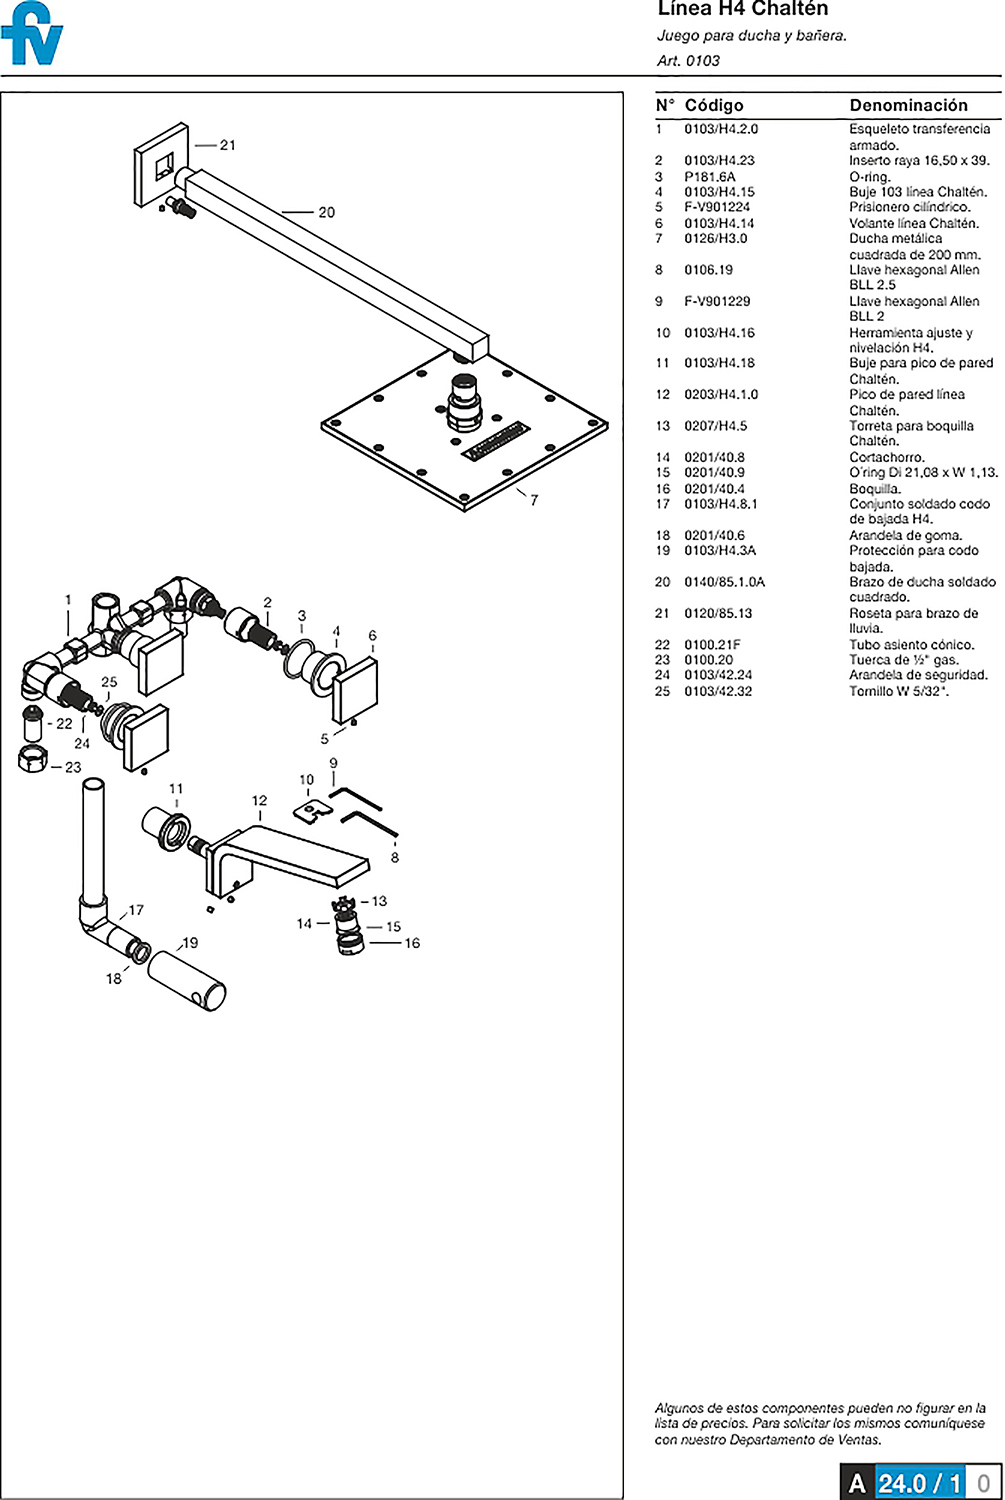 fv
Línea H4 Chaltén
Juego para ducha y bañera.
Art. 0103
N° Código Denominación
1 0103/H4.2.0 Esqueleto transferencia
armado.
2 0103/H4.23 Inserto raya 16,50 x 39.
3 P181.6A O-ring.
4 0103/H4.15 Buje 103 línea Chaltén.
5 F-V901224 Prisionero cilíndrico.
6 0103/H4.14 Volante línea Chaltén.
7 0126/H3.0 Ducha metálica
cuadrada de 200 mm.
8 0106.19 Llave hexagonal Allen
BLL 2.5
9 F-V901229 Llave hexagonal Allen
BLL 2
10 0103/H4.16 Herramienta ajuste y
nivelación H4.
11 0103/H4.18 Buje para pico de pared
Chaltén.
12 0203/H4.1.0 Pico de pared línea
Chaltén.
13 0207/H4.5 Torreta para boquilla
Chaltén.
14 0201/40.8 Cortachorro.
15 0201/40.9 O´ring Di 21,08 x W 1,13.
16 0201/40.4 Boquilla.
17 0103/H4.8.1 Conjunto soldado codo
de bajada H4.
18 0201/40.6 Arandela de goma.
19 0103/H4.3A Protección para codo
bajada.
20 0140/85.1.0A Brazo de ducha soldado
cuadrado.
21 0120/85.13 Roseta para brazo de
lluvia.
22 0100.21F Tubo asiento cónico.
23 0100.20 Tuerca de ½" gas.
24 0103/42.24 Arandela de seguridad.
25 0103/42.32 Tornillo W 5/32".
21
20
7
1
2
3
4
6
25
22
24
5
23
9
10
11
12
8
13
14
15
17
16
19
18
Algunos de estos componentes pueden no figurar en la
lista de precios. Para solicitar los mismos comuníquese
con nuestro Departamento de Ventas.
A 24.0 / 1 0